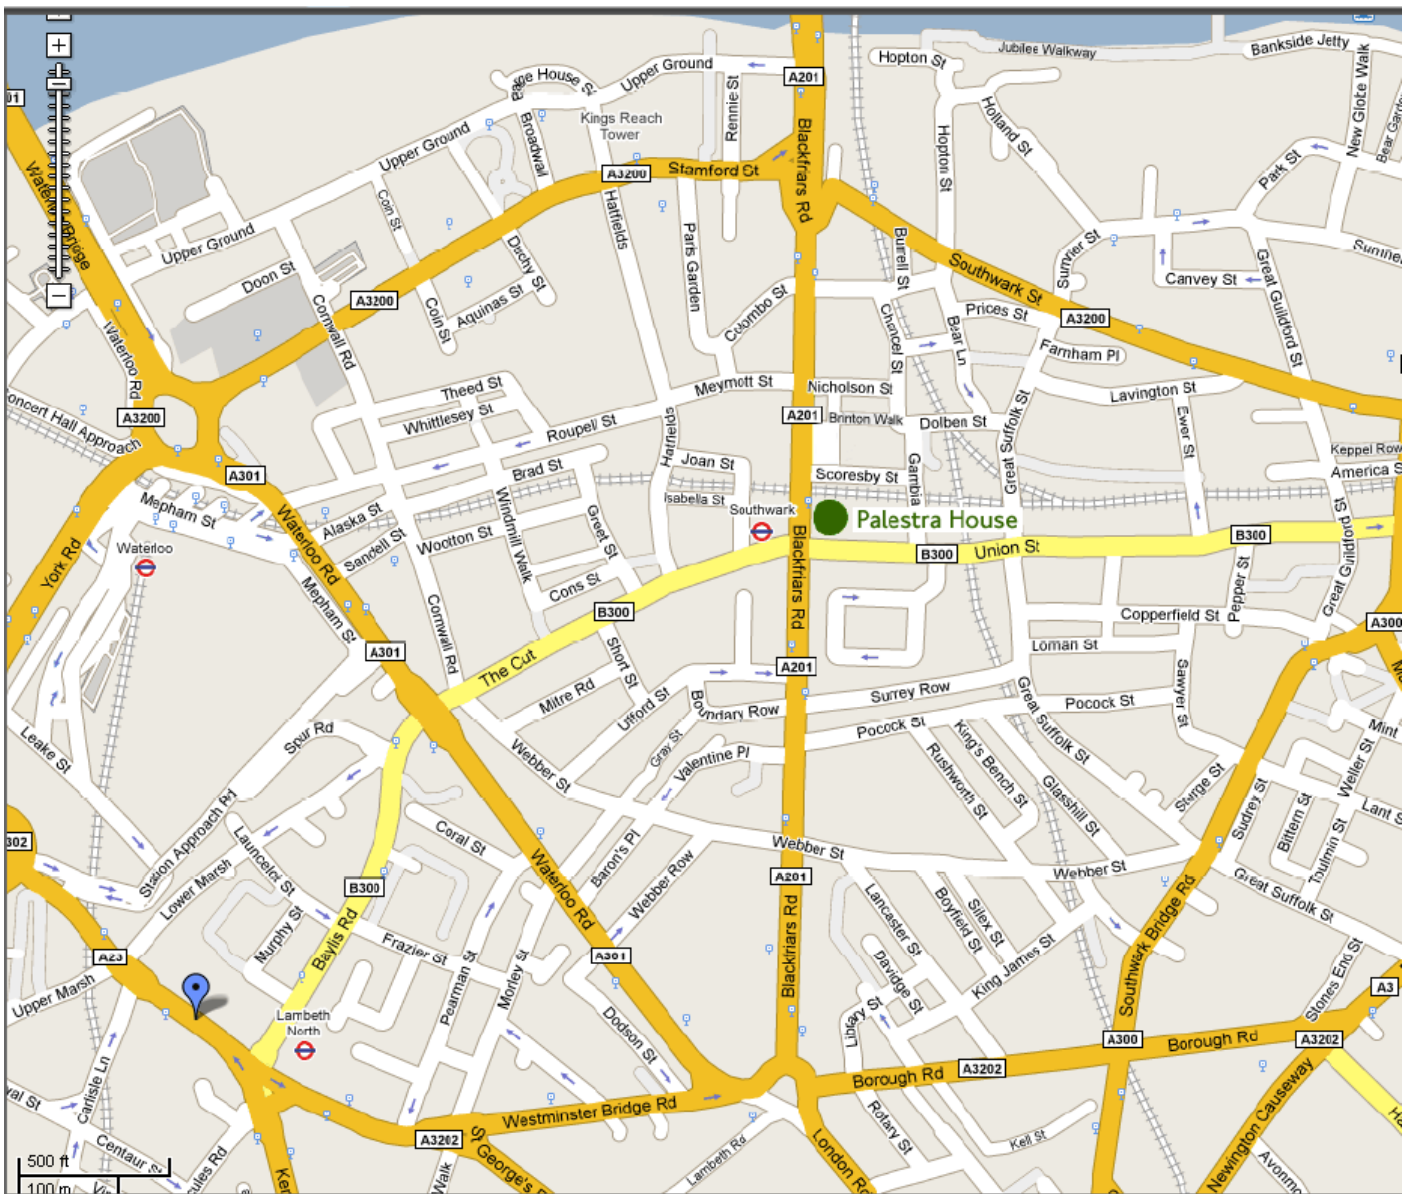 Jubilee Walkway
Bankside Jetty
Hopton St
Upper Ground
A201
Rennie St
Broadwall
Kings Reach
Tower
Hopton St
Holland St
New Globe Walk
Blackfriars Rd
Upper Ground
Stamford St
A3200
Park St
Coin St
Hatfields
Paris Garden
Burrell St
Southwark St
Sumner St
Upper Ground
Duchy St
Doon St
Canvey St
Great Guildford St
A3200
Coin St
Aquinas St
Colombo St
Chancel St
Bear Ln
Prices St
A3200
Cornwall Rd
Waterloo Rd
Farnham Pl
Theed St
Meymott St
Nicholson St
Lavington St
A3200
Whittlesey St
Roupell St
Hatfields
A201
Brinton Walk
Dolben St
Great Suffolk St
Ewer St
Concert Hall Approach
Keppel Row
America S
A301
Brad St
Joan St
Scoresby St
Gambia
Isabella St
Mepham St
Alaska St
Windmill Walk
Greet St
Southwark
Palestra House
Great Guildford St
Waterloo Rd
Wootton St
Sandell St
Union St
B300
B300
Waterloo
York Rd
Blackfriars Rd
Mepham St
Cons St
Pepper St
Cornwall Rd
B300
Copperfield St
A300
Short St
Loman St
A301
The Cut
A201
Sawyer St
Mitre Rd
Ufford St
Boundary Row
Surrey Row
Pocock St
Great Suffolk St
Pocock St
Mint
Spur Rd
Leake St
Webber St
Gray St
Valentine Pl
Rushworth St
King's Bench St
Glasshill St
Sturge St
Sudrey St
Weller St
Bittern St
Toulmin St
Lant S
302
Station Approach Rd
Launcelot St
Coral St
Baron's Pl
Webber St
Webber St
Lower Marsh
B300
Waterloo Rd
Webber Row
A201
Great Suffolk St
Murphy St
Baylis Rd
Frazier St
Lancaster St
Boyfield St
Silex St
Southwark Bridge Rd
A23
A301
Pearman St
Morley St
Blackfriars Rd
Davidge St
King James St
Stones End St
Upper Marsh
A3
Lambeth
North
Dodson St
Library St
A300
Borough Rd
A3202
Borough Rd
A3202
Carlisle Ln
Westminster Bridge Rd
A3202
Rotary St
Kell St
Newington Causeway
Centaur St
St George's
London Rd
Lambeth Rd
Walk
500 ft
100 m